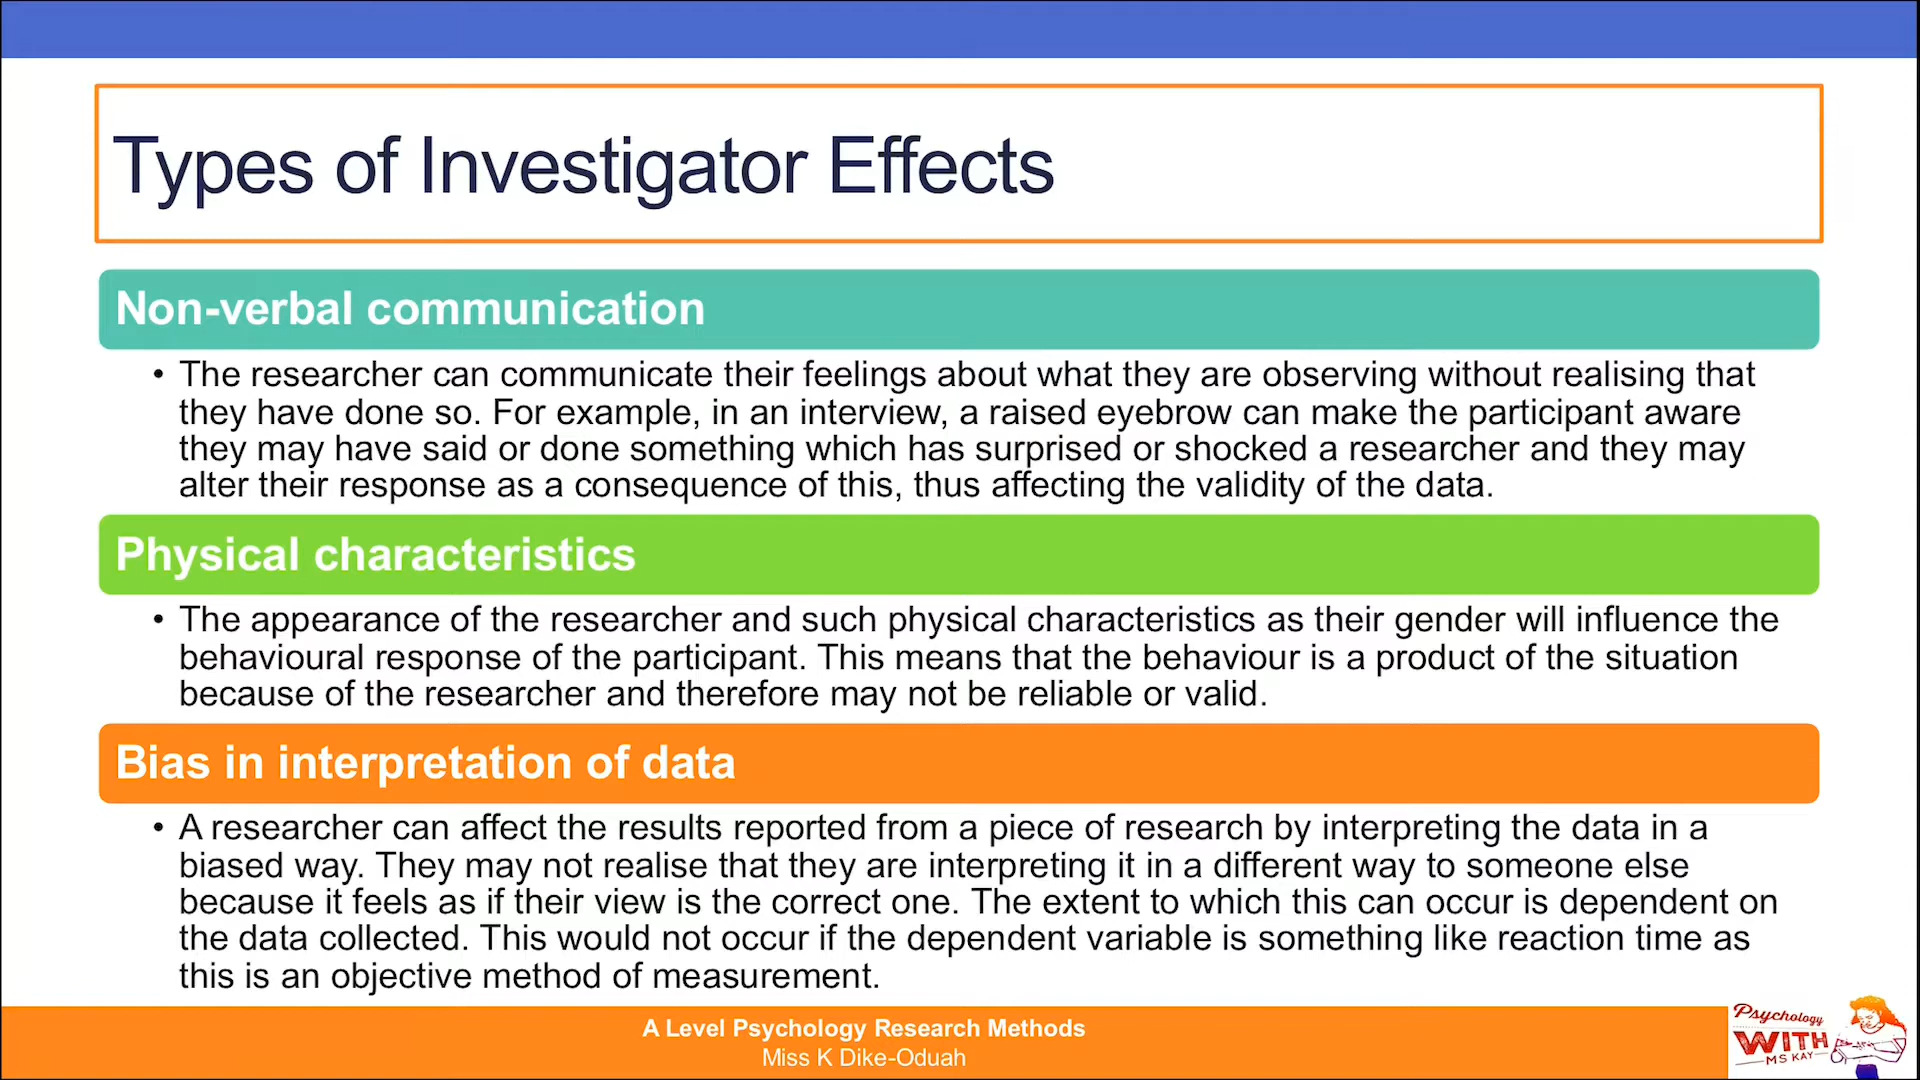 Types of Investigator Effects
Non-verbal communication
• The researcher can communicate their feelings about what they are observing without realising that
they have done so. For example, in an interview, a raised eyebrow can make the participant aware
they may have said or done something which has surprised or shocked a researcher and they may
alter their response as a consequence of this, thus affecting the validity of the data.
Physical characteristics
• The appearance of the researcher and such physical characteristics as their gender will influence the
behavioural response of the participant. This means that the behaviour is a product of the situation
because of the researcher and therefore may not be reliable or valid.
Bias in interpretation of data
• A researcher can affect the results reported from a piece of research by interpreting the data in a
biased way. They may not realise that they are interpreting it in a different way to someone else
because it feels as if their view is the correct one. The extent to which this can occur is dependent on
the data collected. This would not occur if the dependent variable is something like reaction time as
this is an objective method of measurement.
A Level Psychology Research Methods
Miss K Dike-Oduah
Psychology
WITH
MS KAY